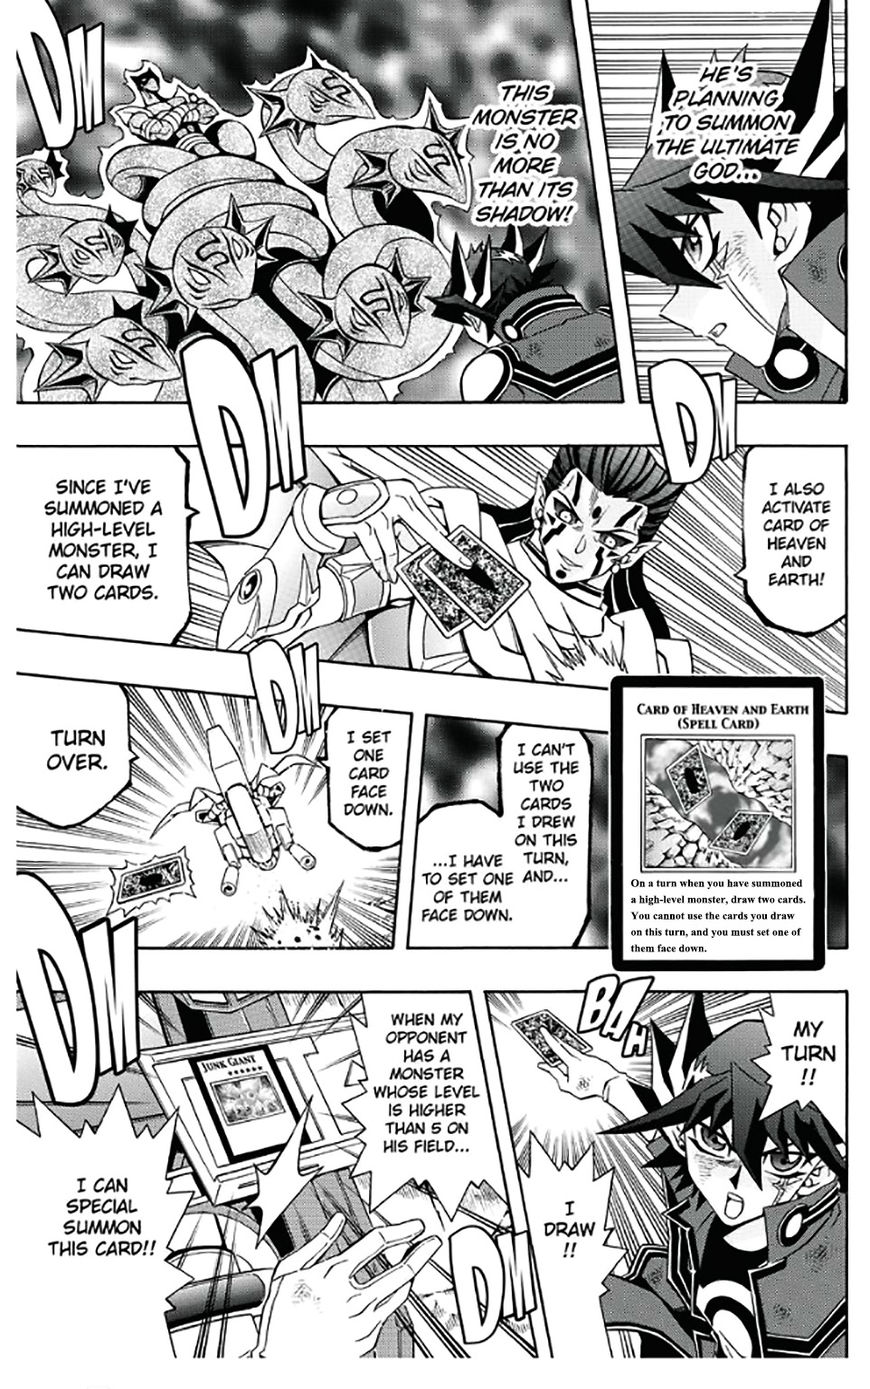 HE'S
PLANNING
TO SUMMON
THE ULTIMATE
GOD...
THIS
MONSTER
IS NO
MORE
THAN ITS
SHADOW!
DM
I ALSO
ACTIVATE
CARD OF
HEAVEN
AND
EARTH!
DM
DM
SINCE I'VE
SUMMONED A
HIGH-LEVEL
MONSTER, I
CAN DRAW
TWO CARDS.
CARD OF HEAVEN AND EARTH
(SPELL CARD)
On a turn when you have summoned
a high-level monster, draw two cards.
You cannot use the cards you draw
on this turn, and you must set one of
them face down.
I CAN'T
USE THE
TWO
CARDS
I DREW
ON THIS
TURN,
AND...
...I HAVE
TO SET ONE
OF THEM
FACE DOWN.
I SET
ONE
CARD
FACE
DOWN.
DM
TURN
OVER.
MY
TURN
!!
BAH
I
DRAW
!!
WHEN MY
OPPONENT
HAS A
MONSTER
WHOSE LEVEL
IS HIGHER
THAN 5 ON
HIS FIELD...
JUNK GIANT
DM
DM
I CAN
SPECIAL
SUMMON
THIS CARD!!